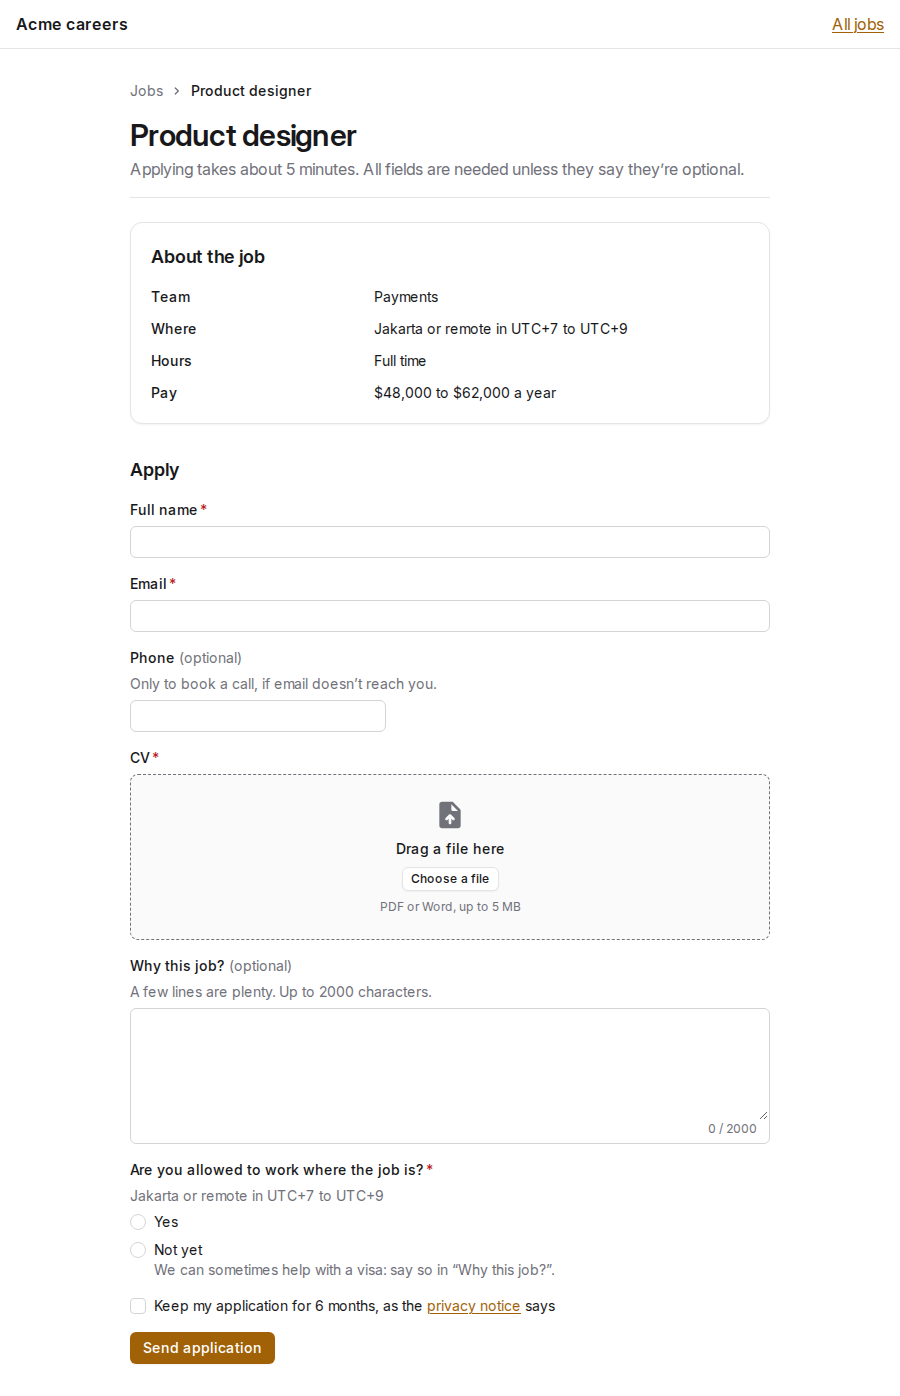 Acme careers
All jobs
Jobs > Product designer
Product designer
Applying takes about 5 minutes. All fields are needed unless they say they’re optional.
About the job
Team Payments
Where Jakarta or remote in UTC+7 to UTC+9
Hours Full time
Pay $48,000 to $62,000 a year
Apply
Full name *
Email *
Phone (optional)
Only to book a call, if email doesn’t reach you.
CV *
Drag a file here
Choose a file
PDF or Word, up to 5 MB
Why this job? (optional)
A few lines are plenty. Up to 2000 characters.
0 / 2000
Are you allowed to work where the job is? *
Jakarta or remote in UTC+7 to UTC+9
Yes
Not yet
We can sometimes help with a visa: say so in “Why this job?”.
Keep my application for 6 months, as the privacy notice says
Send application